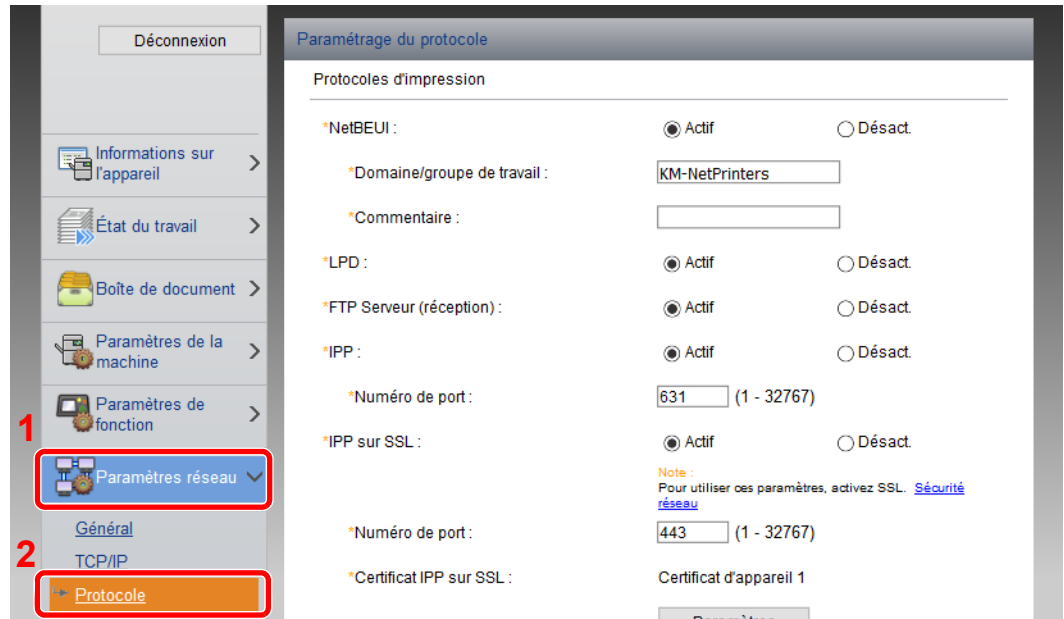 Déconnexion
Informations sur
l'appareil
État du travail
Boîte de document
Paramètres de la
machine
Paramètres de
fonction
1
Paramètres réseau
Général
2
TCP/IP
Protocole
Paramétrage du protocole
Protocoles d'impression
*NetBEUI : Actif Désact.
*Domaine/groupe de travail : KM-NetPrinters
*Commentaire :
*LPD : Actif Désact.
*FTP Serveur (réception) : Actif Désact.
*IPP : Actif Désact.
*Numéro de port : 631 (1 - 32767)
*IPP sur SSL : Actif Désact.
Note :
Pour utiliser ces paramètres, activez SSL. Sécurité
réseau
*Numéro de port : 443 (1 - 32767)
*Certificat IPP sur SSL : Certificat d'appareil 1